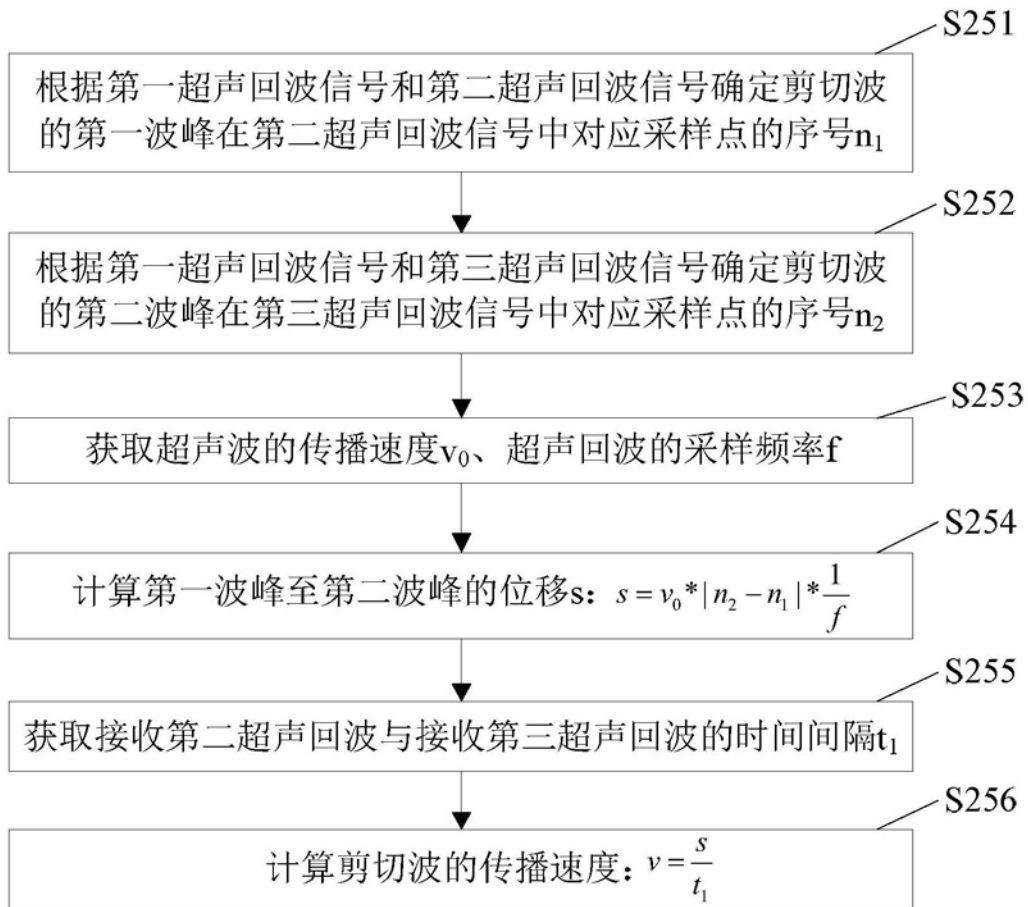 S251
根据第一超声回波信号和第二超声回波信号确定剪切波
的第一波峰在第二超声回波信号中对应采样点的序号n₁
S252
根据第一超声回波信号和第三超声回波信号确定剪切波
的第二波峰在第三超声回波信号中对应采样点的序号n₂
S253
获取超声波的传播速度v₀、超声回波的采样频率f
S254
计算第一波峰至第二波峰的位移s：s = v₀*|n₂−n₁|*1/f
S255
获取接收第二超声回波与接收第三超声回波的时间间隔t₁
S256
计算剪切波的传播速度：v = s/t₁